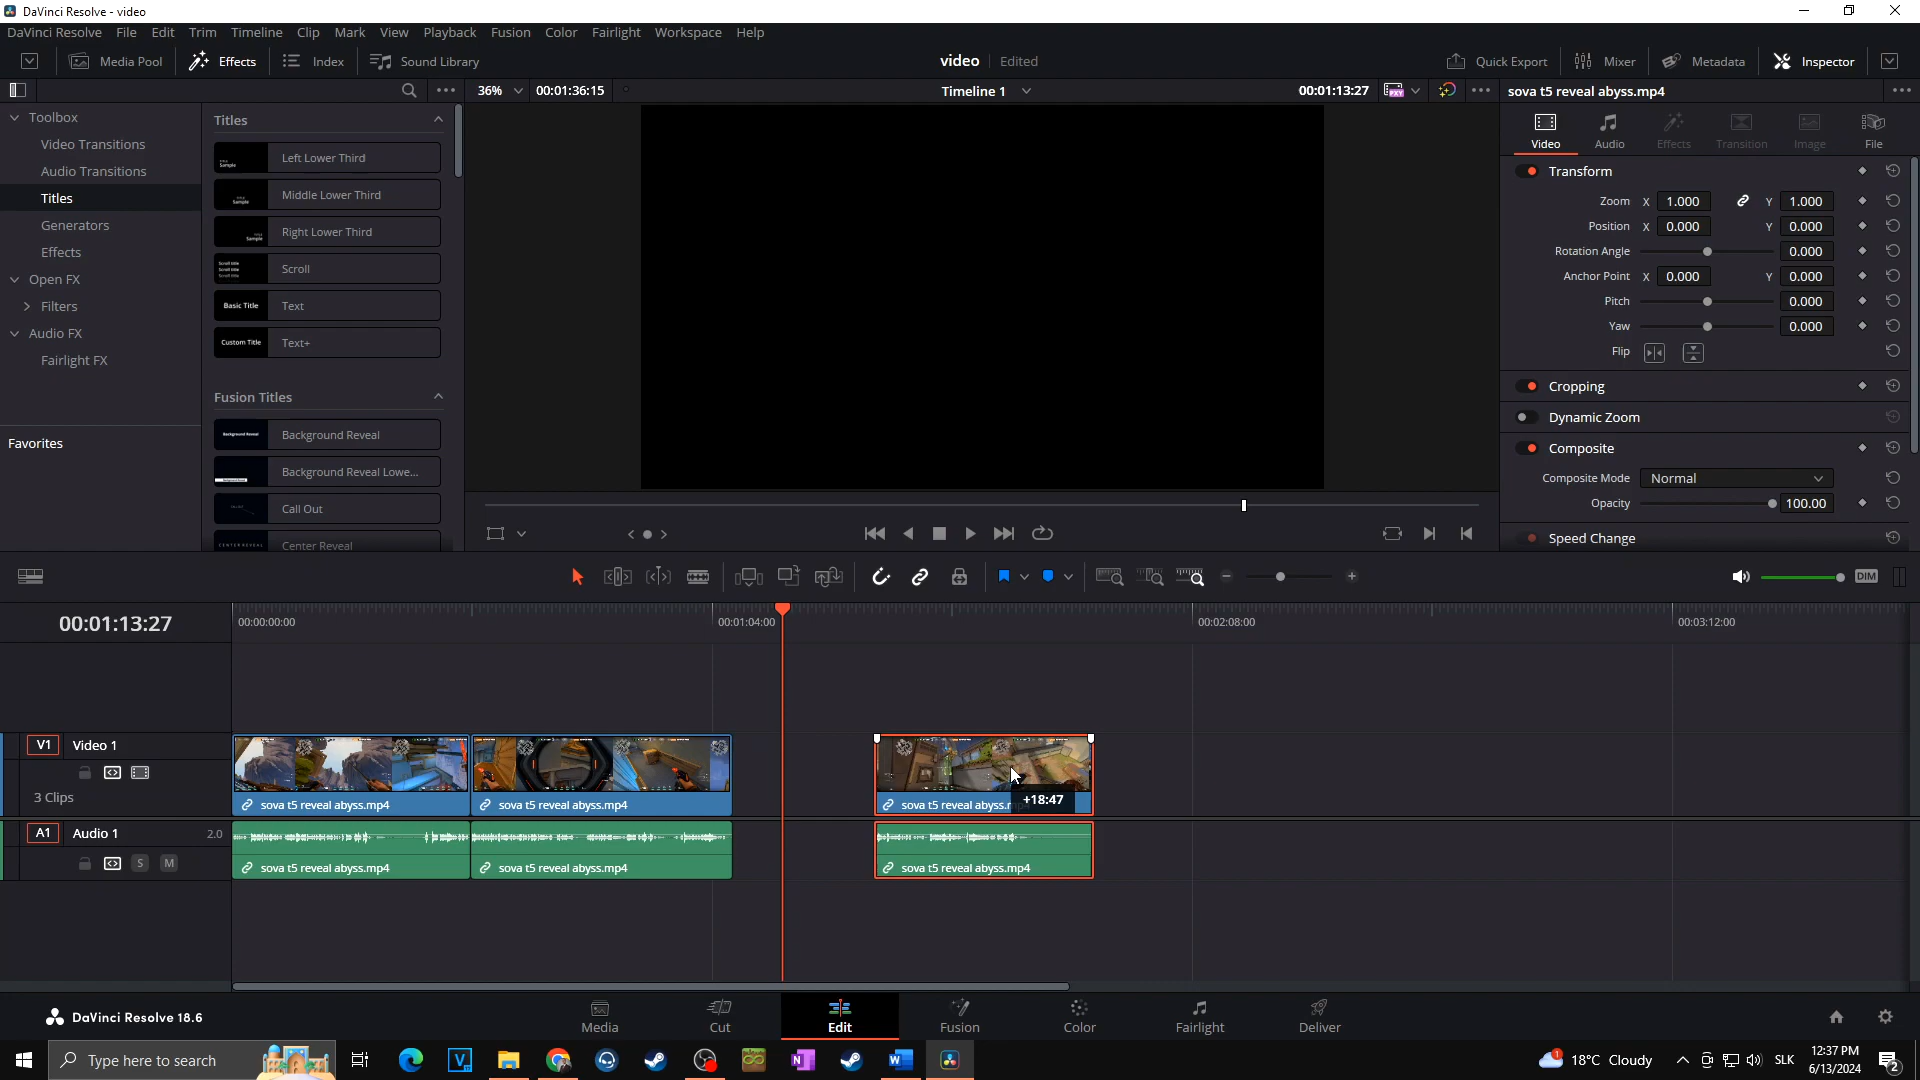 DaVinci Resolve - video
DaVinci Resolve File Edit Trim Timeline Clip Mark View Playback Fusion Color Fairlight Workspace Help
Media Pool Effects Index Sound Library video Edited Quick Export Mixer Metadata Inspector
36% 00:01:36:15 Timeline 1 00:01:13:27 PXY sova t5 reveal abyss.mp4
Toolbox
Video Transitions
Audio Transitions
Titles
Generators
Effects
Open FX
Filters
Audio FX
Fairlight FX
Favorites
Titles
Left Lower Third
Middle Lower Third
Right Lower Third
Scroll
Basic Title Text
Custom Title Text+
Fusion Titles
Background Reveal Background Reveal
Background Reveal Lowe...
Call Out
CENTER REVEAL Center Reveal
Video Audio Effects Transition Image File
Transform
Zoom X 1.000 Y 1.000
Position X 0.000 Y 0.000
Rotation Angle 0.000
Anchor Point X 0.000 Y 0.000
Pitch 0.000
Yaw 0.000
Flip
Cropping
Dynamic Zoom
Composite
Composite Mode Normal
Opacity 100.00
Speed Change
DIM
00:01:13:27 00:00:00:00 00:01:04:00 00:02:08:00 00:03:12:00
V1 Video 1
3 Clips
sova t5 reveal abyss.mp4 sova t5 reveal abyss.mp4 sova t5 reveal abyss.m
+18:47
A1 Audio 1 2.0
S M
sova t5 reveal abyss.mp4 sova t5 reveal abyss.mp4 sova t5 reveal abyss.mp4
DaVinci Resolve 18.6
Media Cut Edit Fusion Color Fairlight Deliver
Type here to search
18°C Cloudy SLK
12:37 PM
6/13/2024
2